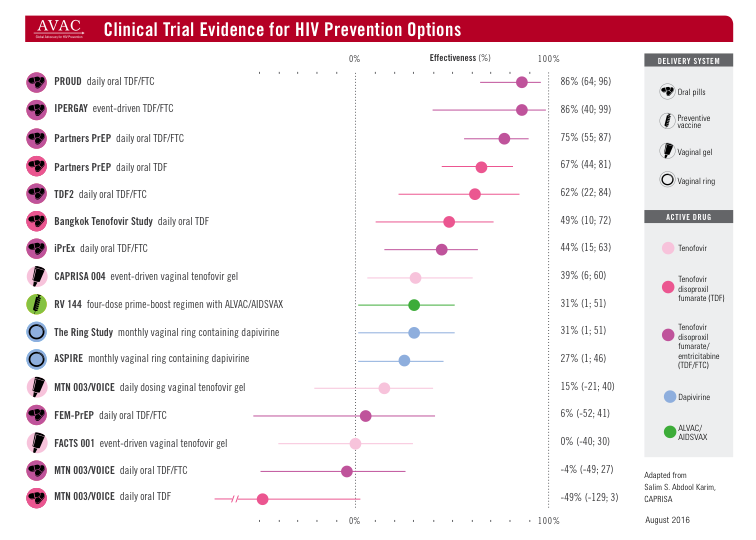 AVAC
Global Advocacy for HIV Prevention
Clinical Trial Evidence for HIV Prevention Options
0% Effectiveness (%) 100%
PROUD daily oral TDF/FTC 86% (64; 96)
IPERGAY event-driven TDF/FTC 86% (40; 99)
Partners PrEP daily oral TDF/FTC 75% (55; 87)
Partners PrEP daily oral TDF 67% (44; 81)
TDF2 daily oral TDF/FTC 62% (22; 84)
Bangkok Tenofovir Study daily oral TDF 49% (10; 72)
iPrEx daily oral TDF/FTC 44% (15; 63)
CAPRISA 004 event-driven vaginal tenofovir gel 39% (6; 60)
RV 144 four-dose prime-boost regimen with ALVAC/AIDSVAX 31% (1; 51)
The Ring Study monthly vaginal ring containing dapivirine 31% (1; 51)
ASPIRE monthly vaginal ring containing dapivirine 27% (1; 46)
MTN 003/VOICE daily dosing vaginal tenofovir gel 15% (-21; 40)
FEM-PrEP daily oral TDF/FTC 6% (-52; 41)
FACTS 001 event-driven vaginal tenofovir gel 0% (-40; 30)
MTN 003/VOICE daily oral TDF/FTC -4% (-49; 27)
MTN 003/VOICE daily oral TDF -49% (-129; 3)
0% 100%
DELIVERY SYSTEM
Oral pills
Preventive
vaccine
Vaginal gel
Vaginal ring
ACTIVE DRUG
Tenofovir
Tenofovir
disoproxil
fumarate (TDF)
Tenofovir
disoproxil
fumarate/
emtricitabine
(TDF/FTC)
Dapivirine
ALVAC/
AIDSVAX
Adapted from
Salim S. Abdool Karim,
CAPRISA
August 2016